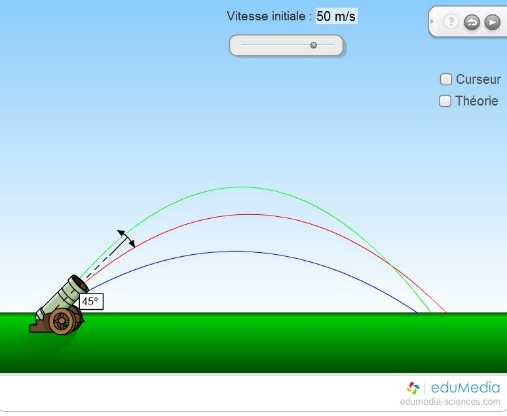 Vitesse initiale : 50 m/s
?
Curseur
Théorie
45°
eduMedia
edumedia-sciences.com